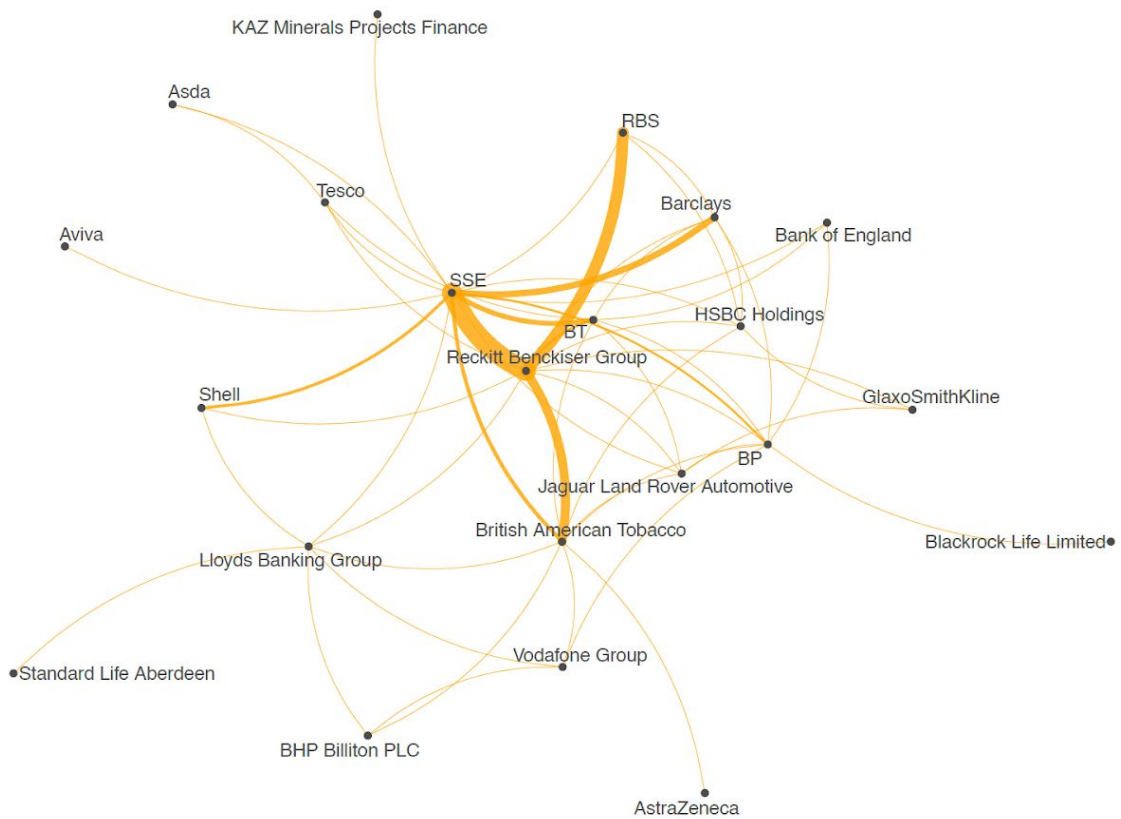 KAZ Minerals Projects Finance
Asda
RBS
Tesco
Barclays
Aviva
Bank of England
SSE
HSBC Holdings
BT
Reckitt Benckiser Group
Shell
GlaxoSmithKline
BP
Jaguar Land Rover Automotive
British American Tobacco
Blackrock Life Limited
Lloyds Banking Group
Vodafone Group
Standard Life Aberdeen
BHP Billiton PLC
AstraZeneca